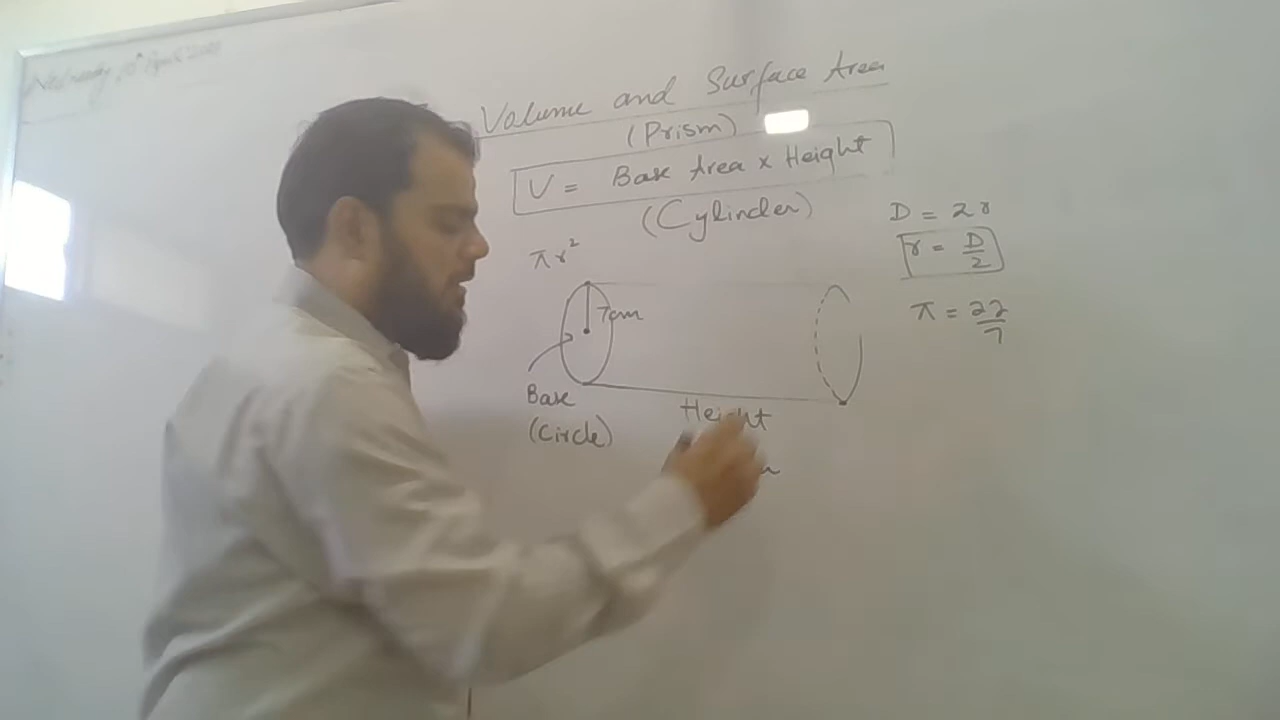 Volume and Surface Area
(Prism)
V = Base Area x Height
(Cylinder)
D = 2r
r = D/2
πr²
π = 22/7
7cm
Base
(Circle)
Height